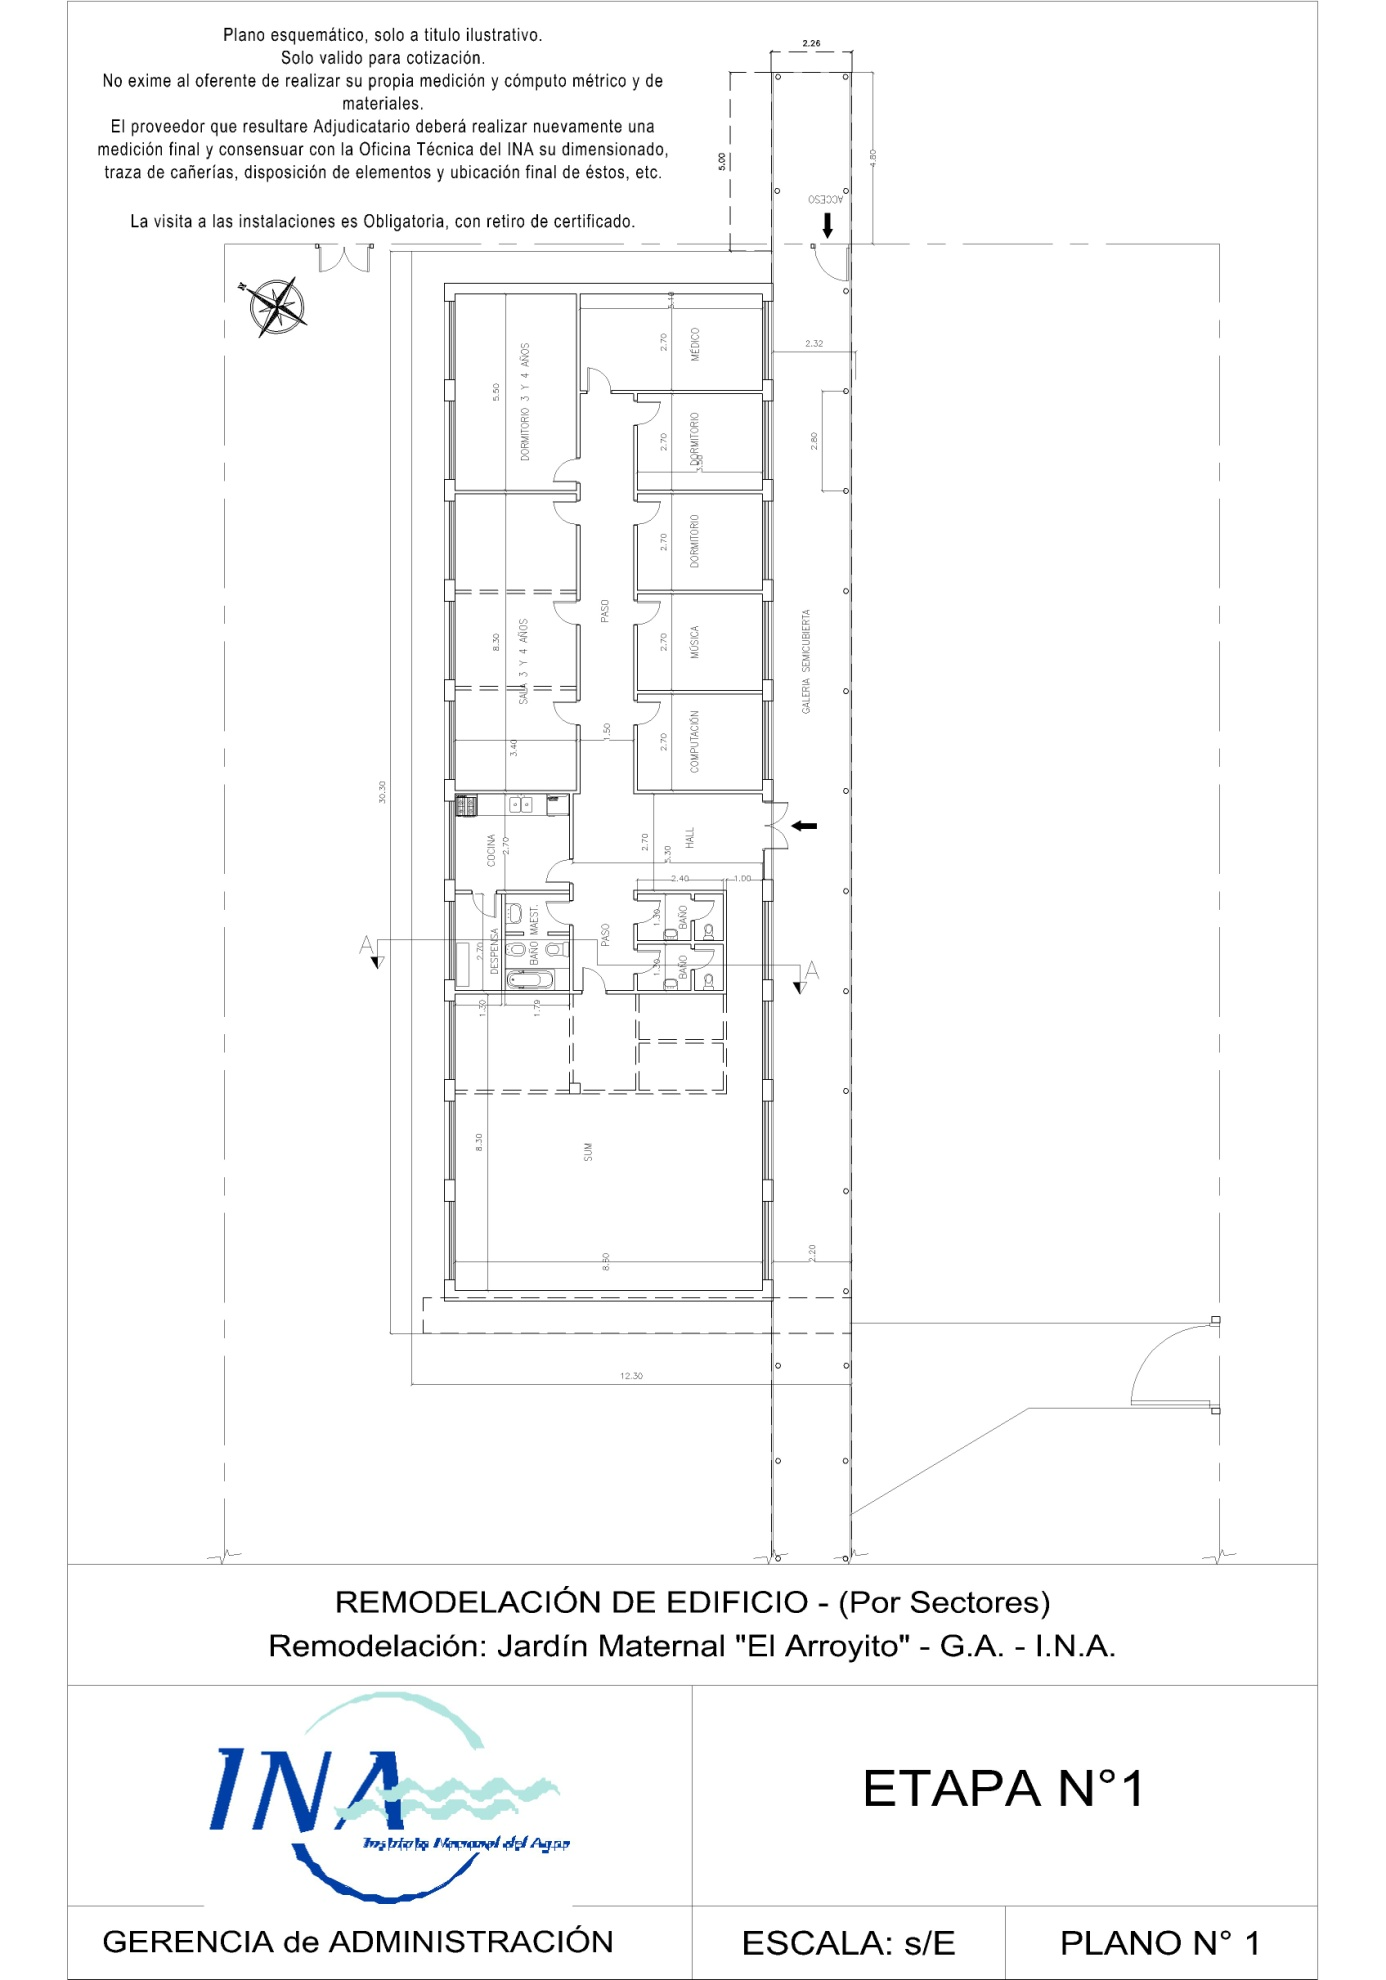 Plano esquemático, solo a titulo ilustrativo.
Solo valido para cotización.
No exime al oferente de realizar su propia medición y cómputo métrico y de
materiales.
El proveedor que resultare Adjudicatario deberá realizar nuevamente una
medición final y consensuar con la Oficina Técnica del INA su dimensionado,
traza de cañerías, disposición de elementos y ubicación final de éstos, etc.
La visita a las instalaciones es Obligatoria, con retiro de certificado.
2.26
5.00
4.80
ACCESO
N
2.32
2.80
MÉDICO
2.70
DORMITORIO 3 Y 4 AÑOS
5.50
DORMITORIO
2.70
3.50
DORMITORIO
2.70
PASO
MÚSICA
2.70
SALA 3 Y 4 AÑOS
8.30
GALERIA SEMICUBIERTA
COMPUTACIÓN
2.70
3.40
1.50
30.30
COCINA
2.70
HALL
2.70
5.30
2.40
1.00
BAÑO MAEST.
DESPENSA
2.70
PASO
BAÑO
1.30
BAÑO
1.30
A
A
1.30
1.79
SUM
8.30
8.50
2.20
12.30
REMODELACIÓN DE EDIFICIO - (Por Sectores)
Remodelación: Jardín Maternal "El Arroyito" - G.A. - I.N.A.
INA
Instituto Nacional del Agua
ETAPA N°1
GERENCIA de ADMINISTRACIÓN
ESCALA: s/E
PLANO N° 1